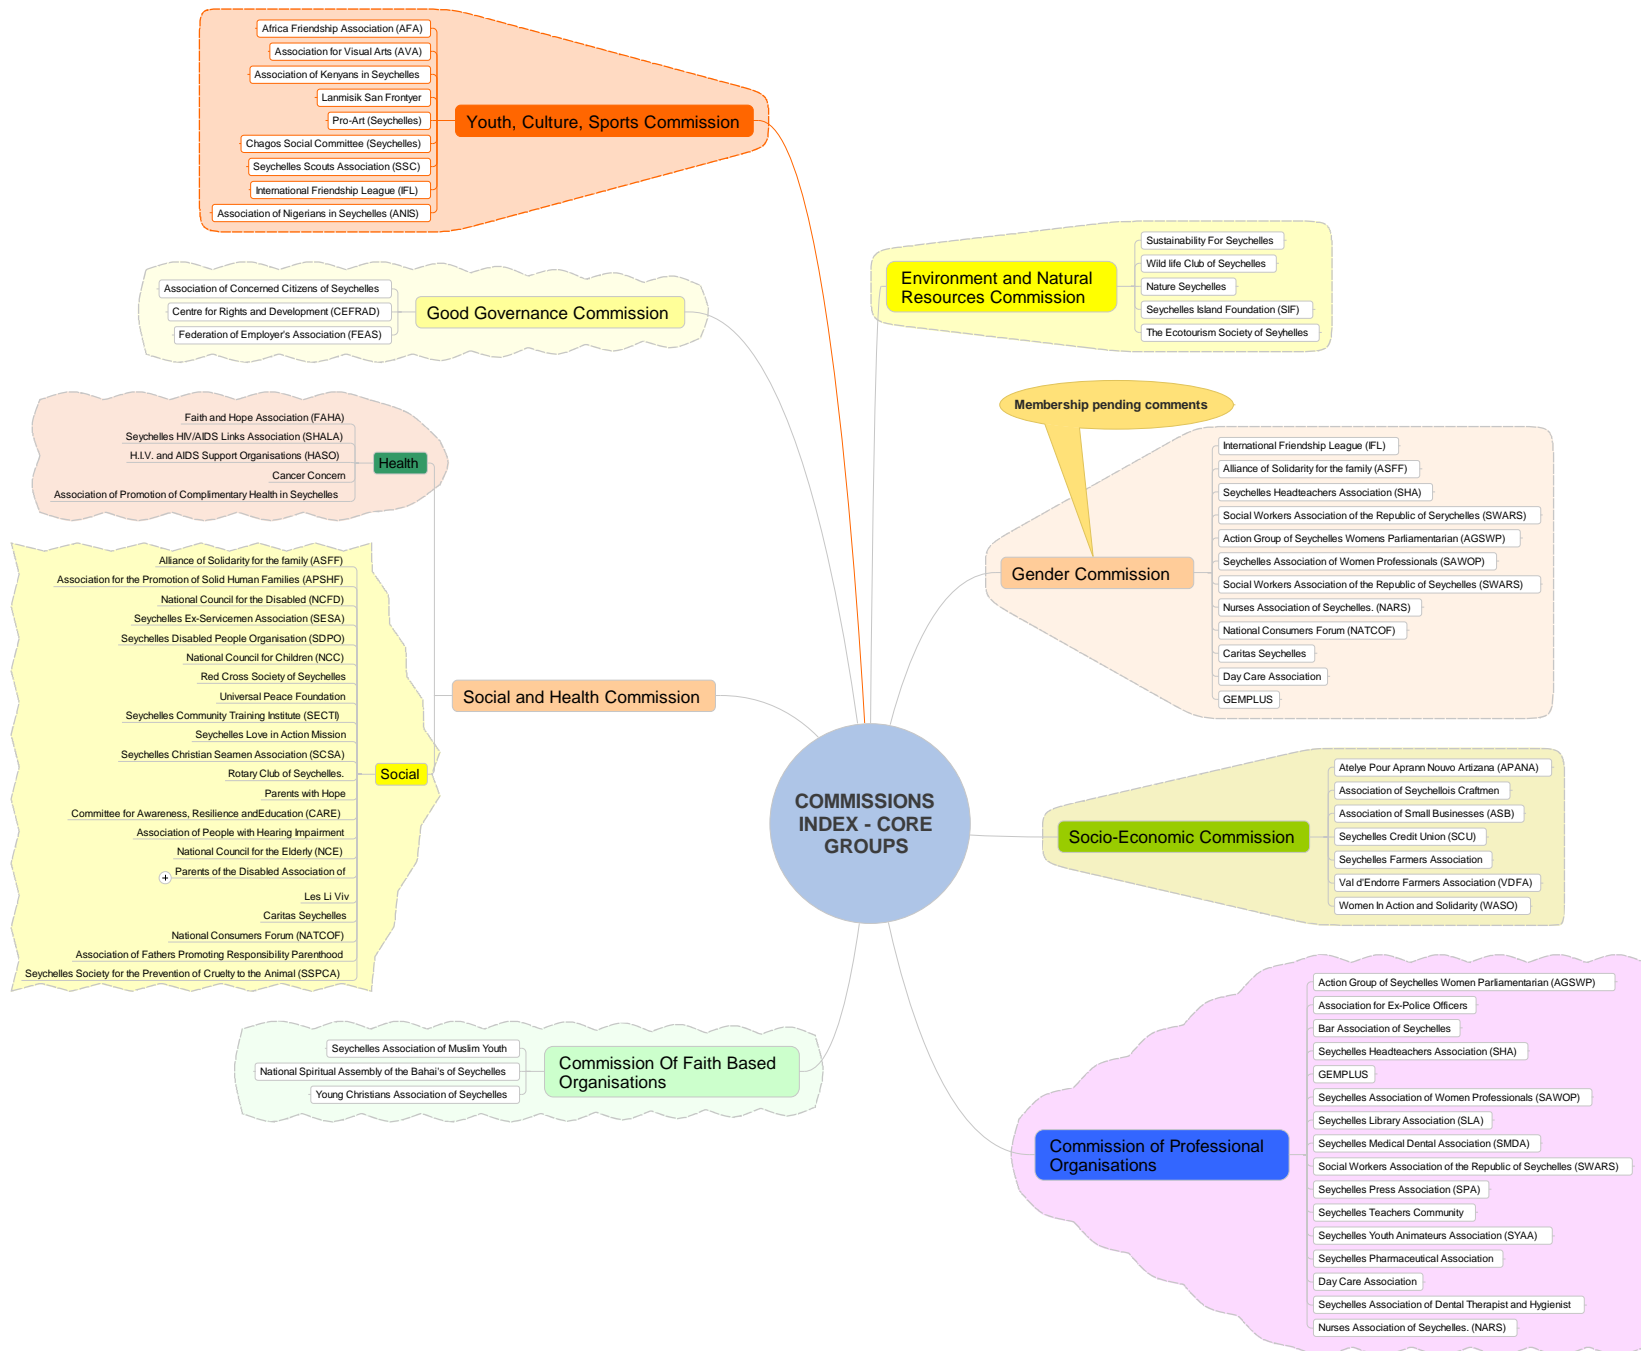 Africa Friendship Association (AFA)
Association for Visual Arts (AVA)
Association of Kenyans in Seychelles
Lanmisik San Frontyer
Pro-Art (Seychelles)
Chagos Social Committee (Seychelles)
Seychelles Scouts Association (SSC)
International Friendship League (IFL)
Association of Nigerians in Seychelles (ANIS)
Youth, Culture, Sports Commission
Association of Concerned Citizens of Seychelles
Centre for Rights and Development (CEFRAD)
Federation of Employer's Association (FEAS)
Good Governance Commission
Faith and Hope Association (FAHA)
Seychelles HIV/AIDS Links Association (SHALA)
H.I.V. and AIDS Support Organisations (HASO)
Cancer Concern
Association of Promotion of Complimentary Health in Seychelles
Health
Alliance of Solidarity for the family (ASFF)
Association for the Promotion of Solid Human Families (APSHF)
National Council for the Disabled (NCFD)
Seychelles Ex-Servicemen Association (SESA)
Seychelles Disabled People Organisation (SDPO)
National Council for Children (NCC)
Red Cross Society of Seychelles
Universal Peace Foundation
Seychelles Community Training Institute (SECTI)
Seychelles Love in Action Mission
Seychelles Christian Seamen Association (SCSA)
Rotary Club of Seychelles.
Parents with Hope
Committee for Awareness, Resilience andEducation (CARE)
Association of People with Hearing Impairment
National Council for the Elderly (NCE)
Parents of the Disabled Association of
Les Li Viv
Caritas Seychelles
National Consumers Forum (NATCOF)
Association of Fathers Promoting Responsibility Parenthood
Seychelles Society for the Prevention of Cruelty to the Animal (SSPCA)
Social
Social and Health Commission
Seychelles Association of Muslim Youth
National Spiritual Assembly of the Bahai's of Seychelles
Young Christians Association of Seychelles
Commission Of Faith Based
Organisations
COMMISSIONS
INDEX - CORE
GROUPS
Environment and Natural
Resources Commission
Sustainability For Seychelles
Wild life Club of Seychelles
Nature Seychelles
Seychelles Island Foundation (SIF)
The Ecotourism Society of Seyhelles
Membership pending comments
Gender Commission
International Friendship League (IFL)
Alliance of Solidarity for the family (ASFF)
Seychelles Headteachers Association (SHA)
Social Workers Association of the Republic of Serychelles (SWARS)
Action Group of Seychelles Womens Parliamentarian (AGSWP)
Seychelles Association of Women Professionals (SAWOP)
Social Workers Association of the Republic of Seychelles (SWARS)
Nurses Association of Seychelles. (NARS)
National Consumers Forum (NATCOF)
Caritas Seychelles
Day Care Association
GEMPLUS
Socio-Economic Commission
Atelye Pour Aprann Nouvo Artizana (APANA)
Association of Seychellois Craftmen
Association of Small Businesses (ASB)
Seychelles Credit Union (SCU)
Seychelles Farmers Association
Val d'Endorre Farmers Association (VDFA)
Women In Action and Solidarity (WASO)
Commission of Professional
Organisations
Action Group of Seychelles Women Parliamentarian (AGSWP)
Association for Ex-Police Officers
Bar Association of Seychelles
Seychelles Headteachers Association (SHA)
GEMPLUS
Seychelles Association of Women Professionals (SAWOP)
Seychelles Library Association (SLA)
Seychelles Medical Dental Association (SMDA)
Social Workers Association of the Republic of Seychelles (SWARS)
Seychelles Press Association (SPA)
Seychelles Teachers Community
Seychelles Youth Animateurs Association (SYAA)
Seychelles Pharmaceutical Association
Day Care Association
Seychelles Association of Dental Therapist and Hygienist
Nurses Association of Seychelles. (NARS)